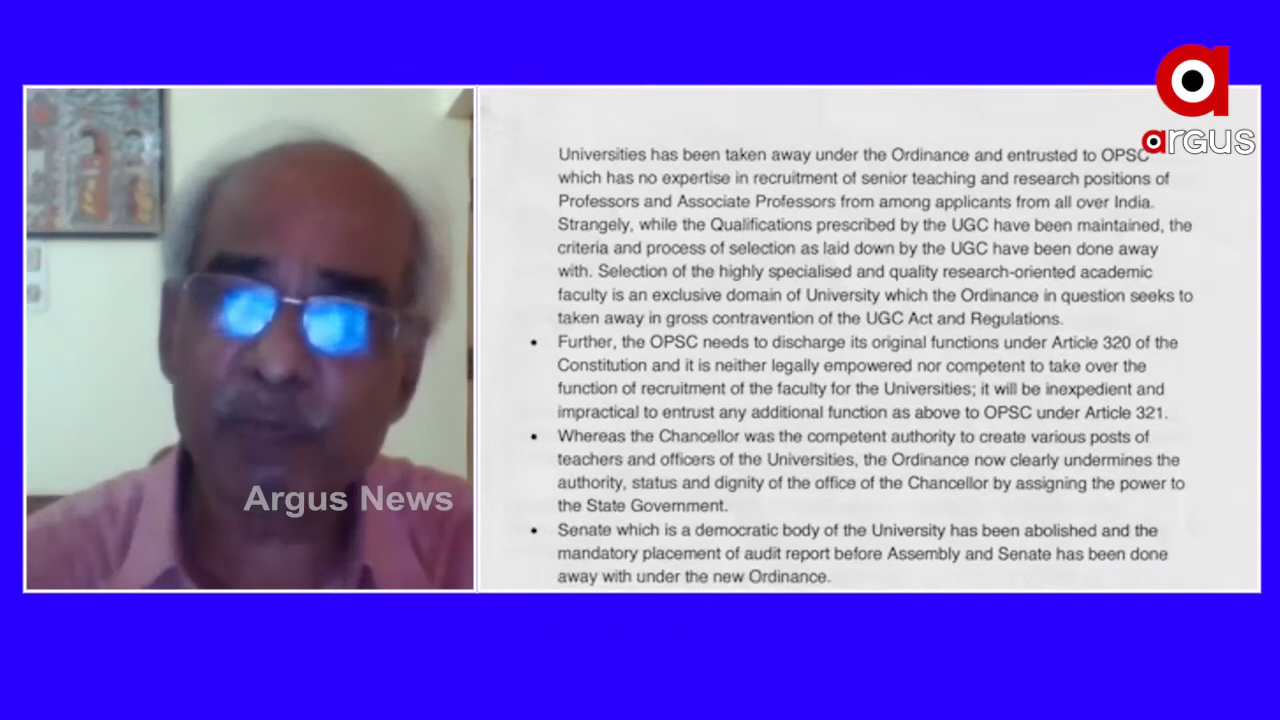 argus
Argus News
Universities has been taken away under the Ordinance and entrusted to OPSC
which has no expertise in recruitment of senior teaching and research positions of
Professors and Associate Professors from among applicants from all over India.
Strangely, while the Qualifications prescribed by the UGC have been maintained, the
criteria and process of selection as laid down by the UGC have been done away
with. Selection of the highly specialised and quality research-oriented academic
faculty is an exclusive domain of University which the Ordinance in question seeks to
taken away in gross contravention of the UGC Act and Regulations.
• Further, the OPSC needs to discharge its original functions under Article 320 of the
Constitution and it is neither legally empowered nor competent to take over the
function of recruitment of the faculty for the Universities; it will be inexpedient and
impractical to entrust any additional function as above to OPSC under Article 321.
• Whereas the Chancellor was the competent authority to create various posts of
teachers and officers of the Universities, the Ordinance now clearly undermines the
authority, status and dignity of the office of the Chancellor by assigning the power to
the State Government.
• Senate which is a democratic body of the University has been abolished and the
mandatory placement of audit report before Assembly and Senate has been done
away with under the new Ordinance.